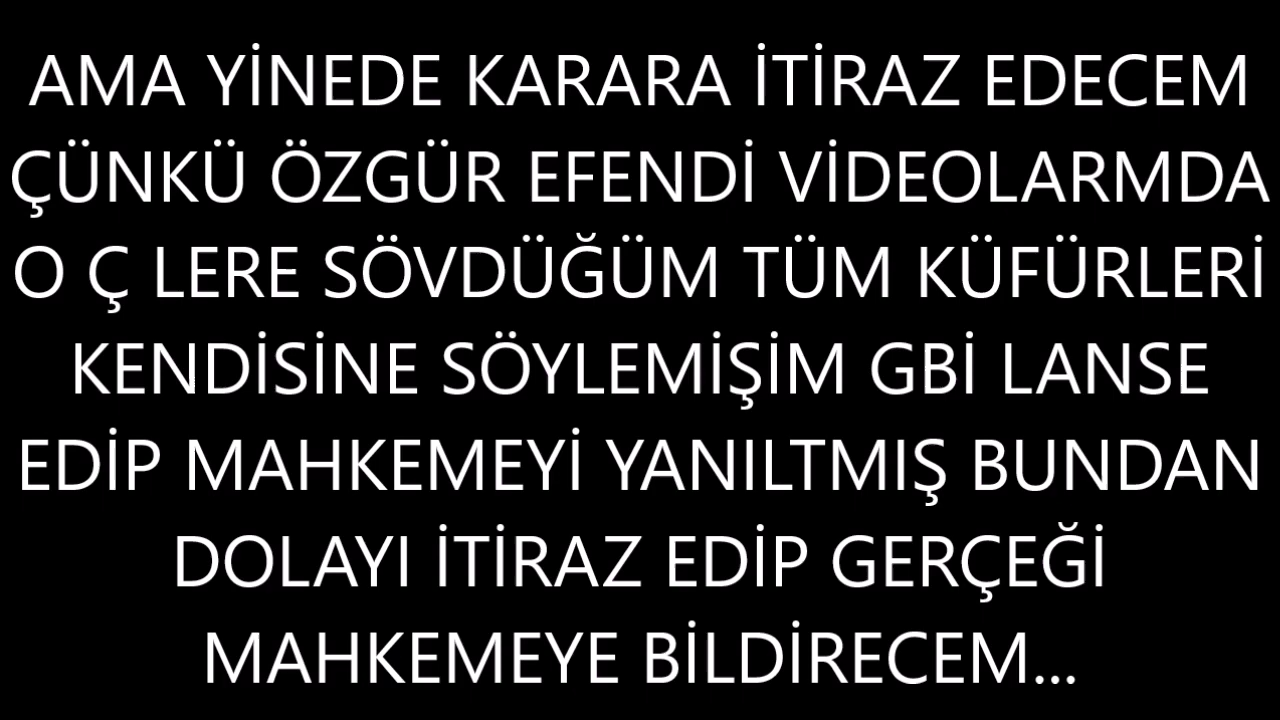 AMA YİNEDE KARARA İTİRAZ EDECEM
ÇÜNKÜ ÖZGÜR EFENDİ VİDEOLARMDA
O Ç LERE SÖVDÜĞÜM TÜM KÜFÜRLERİ
KENDİSİNE SÖYLEMİŞİM GBİ LANSE
EDİP MAHKEMEYİ YANILTMIŞ BUNDAN
DOLAYI İTİRAZ EDİP GERÇEĞİ
MAHKEMEYE BİLDİRECEM...